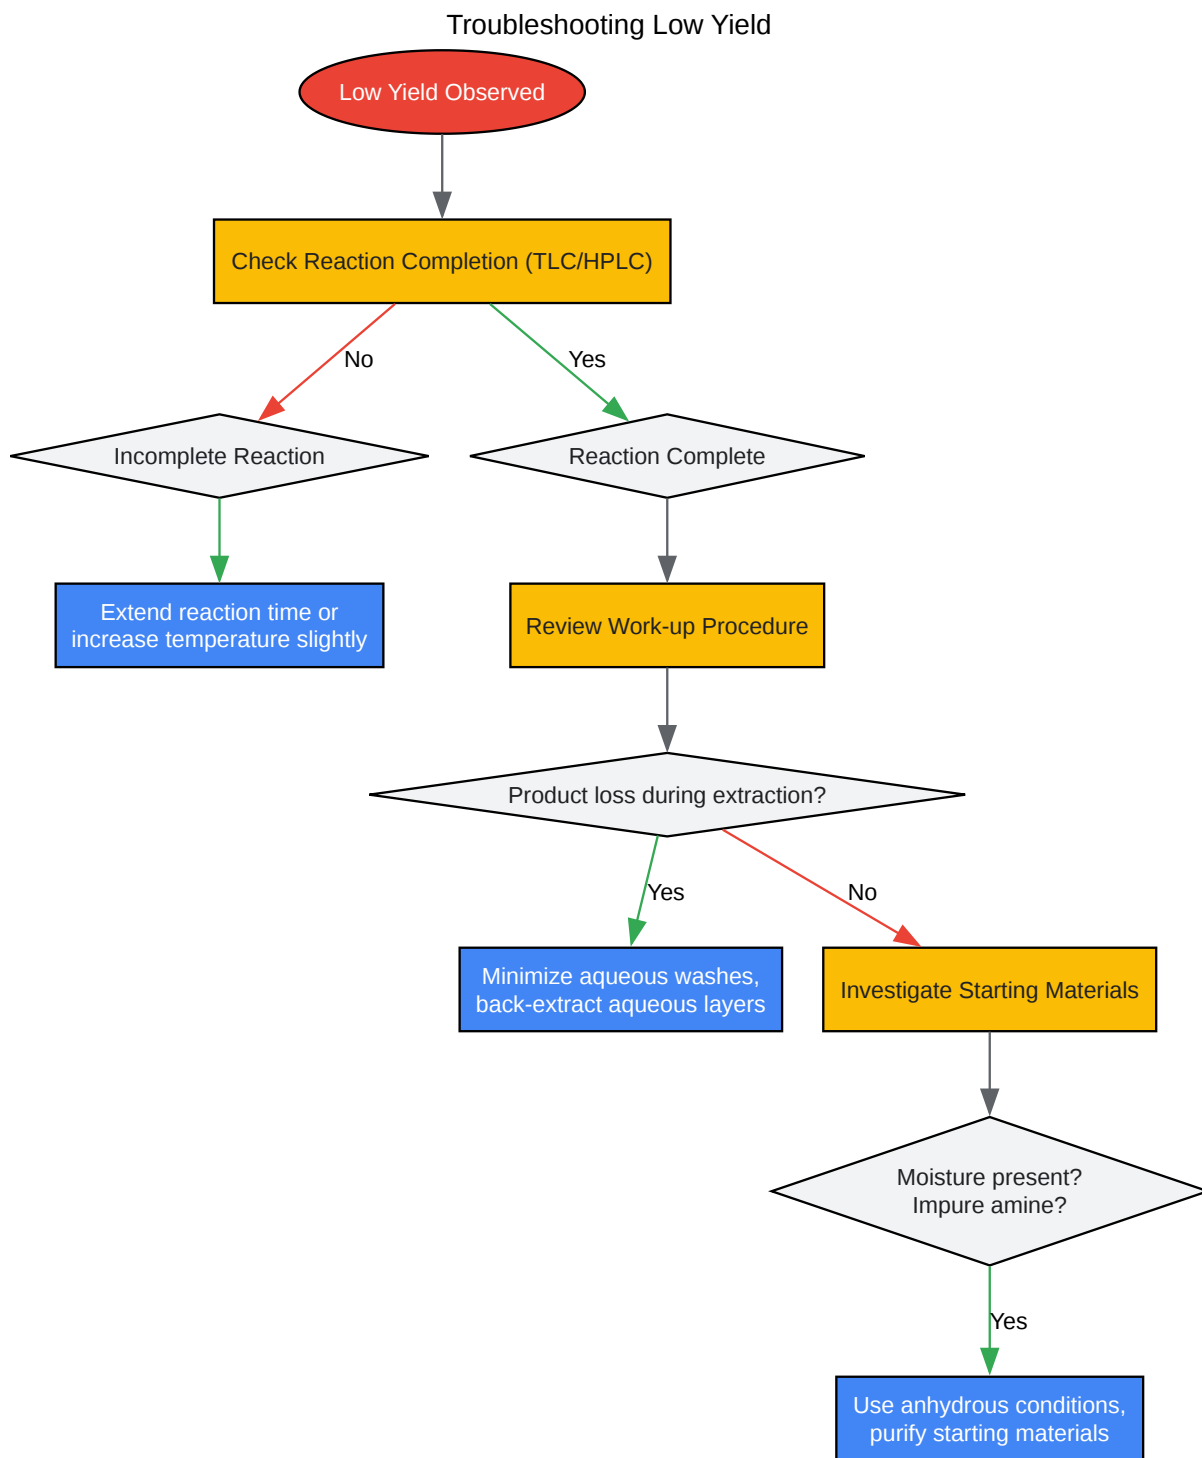 Troubleshooting Low Yield
Low Yield Observed
Check Reaction Completion (TLC/HPLC)
No
Yes
Incomplete Reaction
Reaction Complete
Extend reaction time or
increase temperature slightly
Review Work-up Procedure
Product loss during extraction?
Yes
No
Minimize aqueous washes,
back-extract aqueous layers
Investigate Starting Materials
Moisture present?
Impure amine?
Yes
Use anhydrous conditions,
purify starting materials